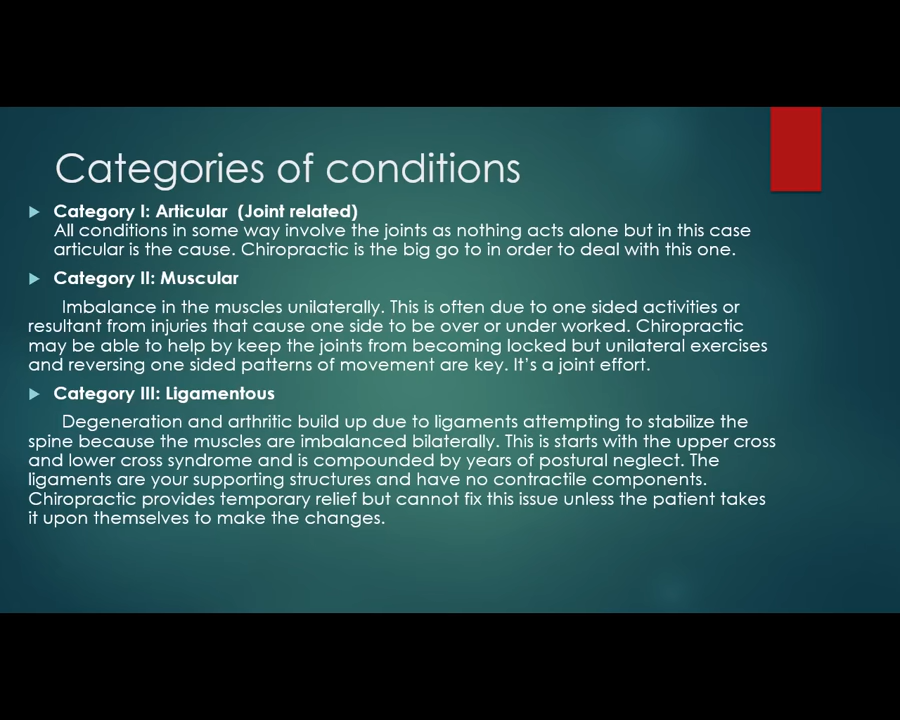 Categories of conditions
Category I: Articular (Joint related)
All conditions in some way involve the joints as nothing acts alone but in this case
articular is the cause. Chiropractic is the big go to in order to deal with this one.
Category II: Muscular
Imbalance in the muscles unilaterally. This is often due to one sided activities or
resultant from injuries that cause one side to be over or under worked. Chiropractic
may be able to help by keep the joints from becoming locked but unilateral exercises
and reversing one sided patterns of movement are key. It's a joint effort.
Category III: Ligamentous
Degeneration and arthritic build up due to ligaments attempting to stabilize the
spine because the muscles are imbalanced bilaterally. This is starts with the upper cross
and lower cross syndrome and is compounded by years of postural neglect. The
ligaments are your supporting structures and have no contractile components.
Chiropractic provides temporary relief but cannot fix this issue unless the patient takes
it upon themselves to make the changes.